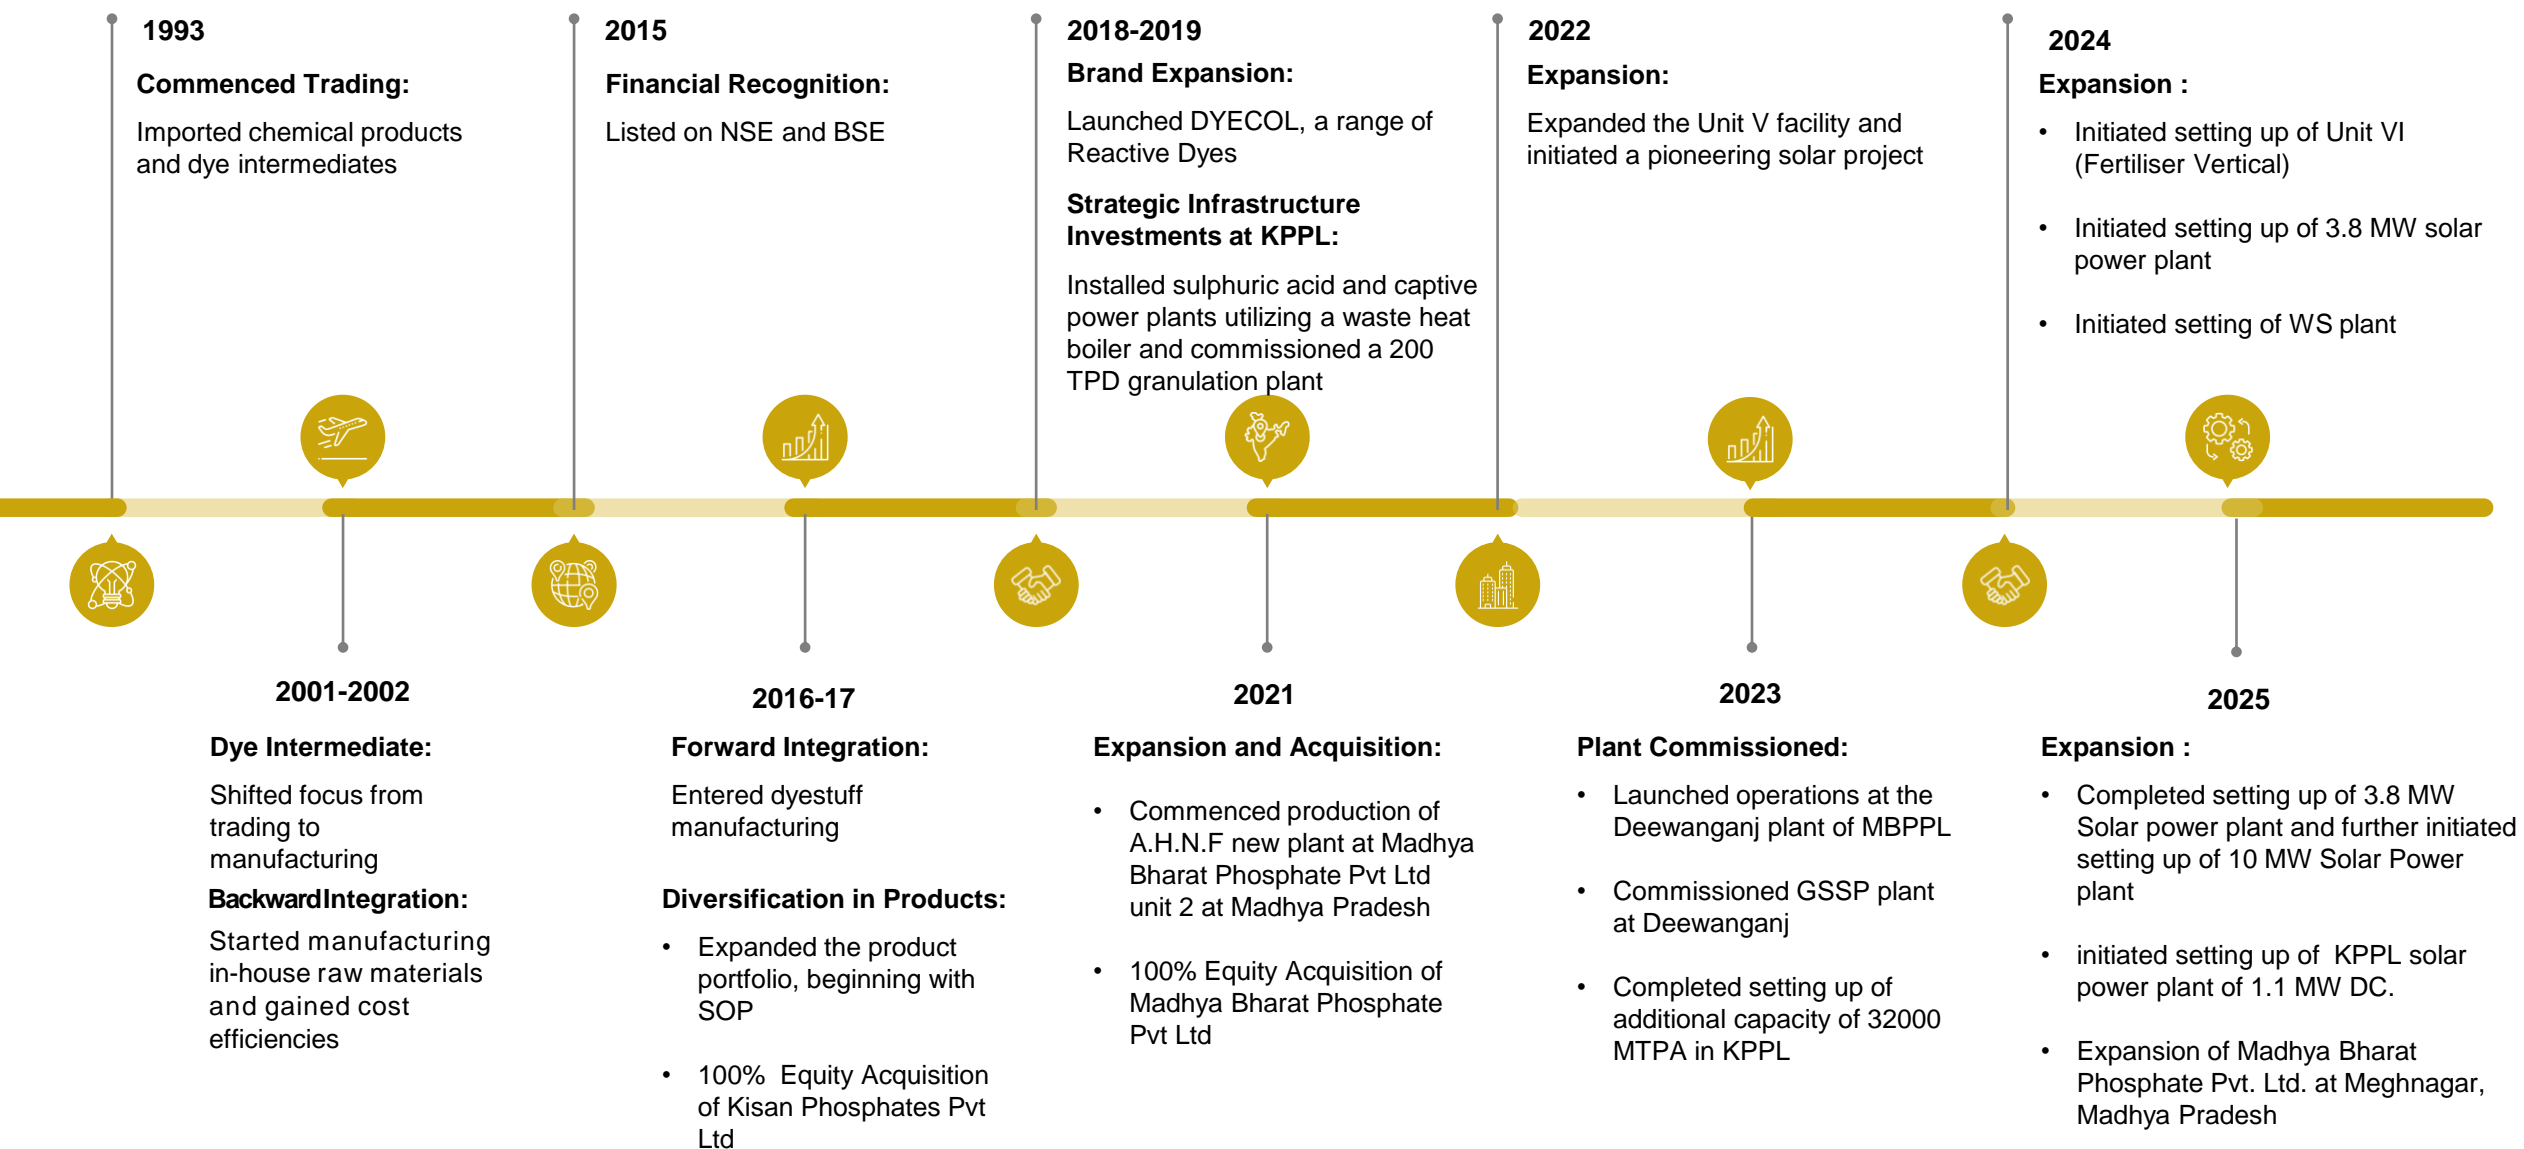 1993
Commenced Trading:
Imported chemical products
and dye intermediates
2015
Financial Recognition:
Listed on NSE and BSE
2018-2019
Brand Expansion:
Launched DYECOL, a range of
Reactive Dyes
Strategic Infrastructure
Investments at KPPL:
Installed sulphuric acid and captive
power plants utilizing a waste heat
boiler and commissioned a 200
TPD granulation plant
2022
Expansion:
Expanded the Unit V facility and
initiated a pioneering solar project
2024
Expansion :
• Initiated setting up of Unit VI
(Fertiliser Vertical)
• Initiated setting up of 3.8 MW solar
power plant
• Initiated setting of WS plant
2001-2002
Dye Intermediate:
Shifted focus from
trading to
manufacturing
Backward Integration:
Started manufacturing
in-house raw materials
and gained cost
efficiencies
2016-17
Forward Integration:
Entered dyestuff
manufacturing
Diversification in Products:
• Expanded the product
portfolio, beginning with
SOP
• 100% Equity Acquisition
of Kisan Phosphates Pvt
Ltd
2021
Expansion and Acquisition:
• Commenced production of
A.H.N.F new plant at Madhya
Bharat Phosphate Pvt Ltd
unit 2 at Madhya Pradesh
• 100% Equity Acquisition of
Madhya Bharat Phosphate
Pvt Ltd
2023
Plant Commissioned:
• Launched operations at the
Deewanganj plant of MBPPL
• Commissioned GSSP plant
at Deewanganj
• Completed setting up of
additional capacity of 32000
MTPA in KPPL
2025
Expansion :
• Completed setting up of 3.8 MW
Solar power plant and further initiated
setting up of 10 MW Solar Power
plant
• initiated setting up of KPPL solar
power plant of 1.1 MW DC.
• Expansion of Madhya Bharat
Phosphate Pvt. Ltd. at Meghnagar,
Madhya Pradesh